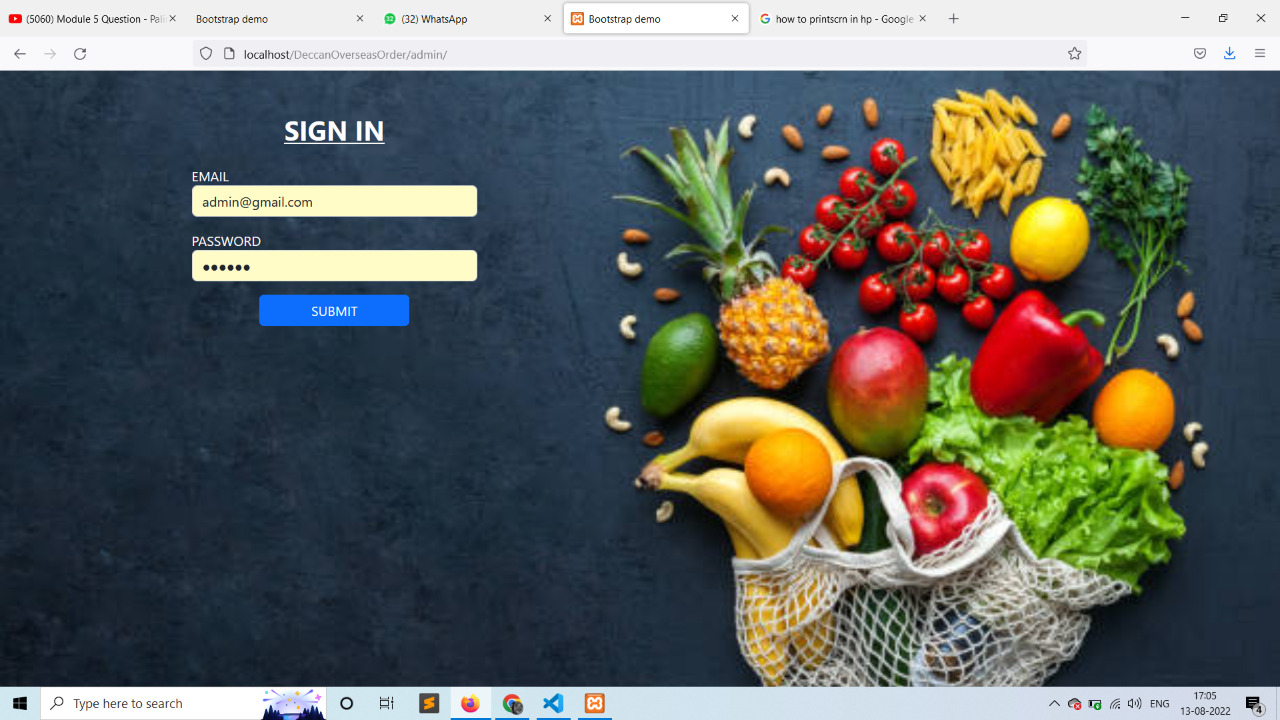 (5060) Module 5 Question - Pali
Bootstrap demo
(32) WhatsApp
Bootstrap demo
how to printscrn in hp - Google
localhost/DeccanOverseasOrder/admin/
SIGN IN
EMAIL
admin@gmail.com
PASSWORD
SUBMIT
Type here to search
ENG
17:05
13-08-2022
4